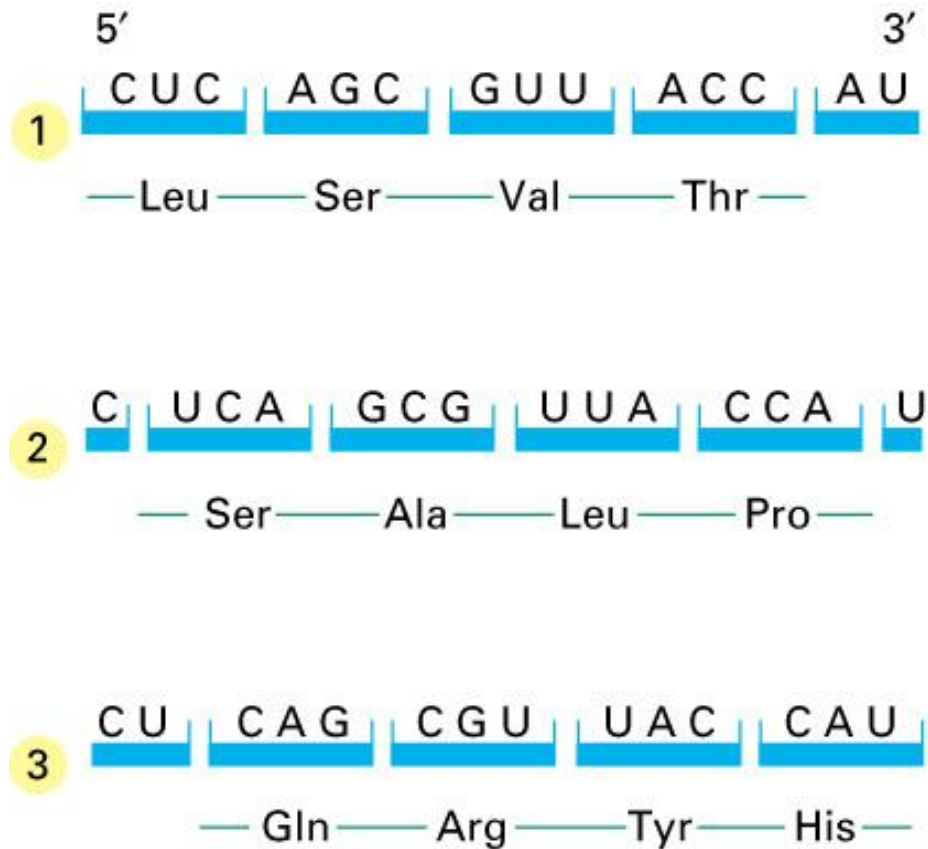 5′ 3′
CUC AGC GUU ACC AU
1
Leu Ser Val Thr
C UCA GCG UUA CCA U
2
Ser Ala Leu Pro
CU CAG CGU UAC CAU
3
Gln Arg Tyr His